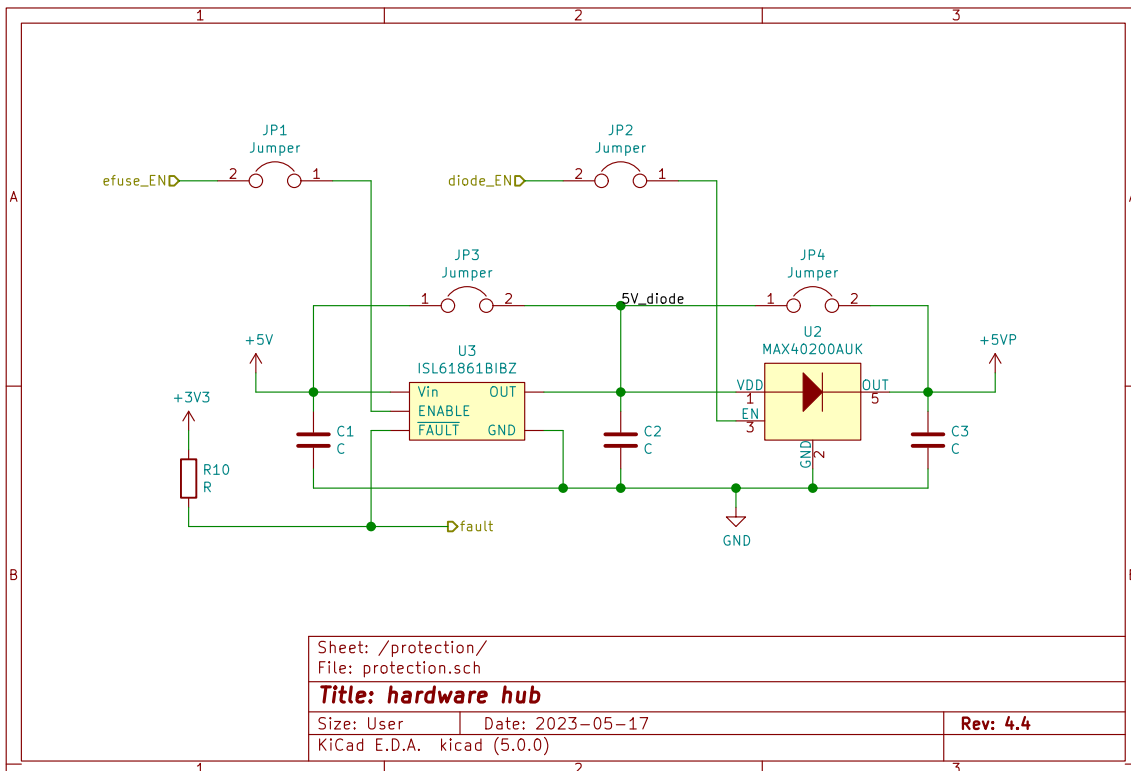 1 2 3
JP1
Jumper
JP2
Jumper
efuse_EN 2 1
diode_EN 2 1
A
JP3
Jumper
JP4
Jumper
1 2
5V_diode
1 2
U2
MAX40200AUK
+5V
U3
ISL61861BIBZ
+5VP
Vin OUT
ENABLE
FAULT GND
VDD
1
EN
3
OUT
5
GND
2
+3V3
C1
C
C2
C
C3
C
R10
R
fault
GND
B
Sheet: /protection/
File: protection.sch
Title: hardware hub
Size: User Date: 2023-05-17 Rev: 4.4
KiCad E.D.A. kicad (5.0.0)
1 2 3